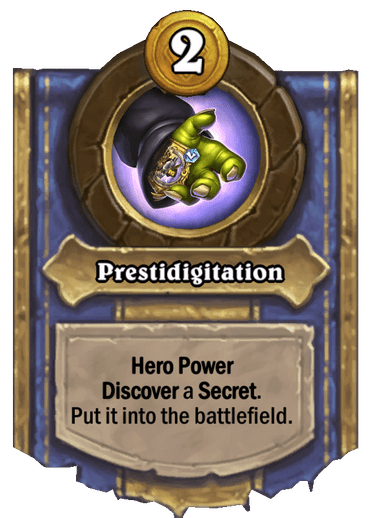 2
Prestidigitation
Hero Power
Discover a Secret.
Put it into the battlefield.